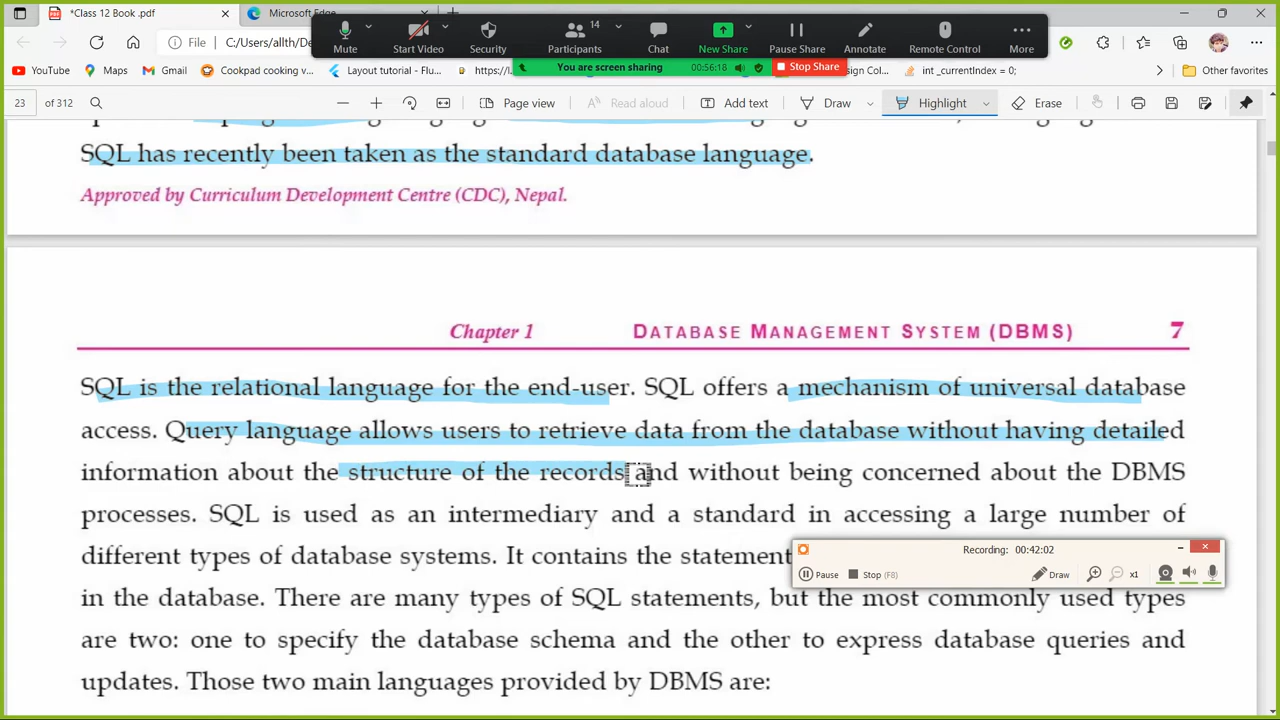 *Class 12 Book .pdf
Microsoft Edge
Mute
Start Video
Security
14
Participants
Chat
New Share
Pause Share
Annotate
Remote Control
More
You are screen sharing
00:56:18
Stop Share
File
YouTube
Maps
Gmail
Cookpad cooking v...
Layout tutorial - Flu...
int _currentIndex = 0;
Other favorites
23 of 312
Page view
Read aloud
Add text
Draw
Highlight
Erase
SQL has recently been taken as the standard database language.
Approved by Curriculum Development Centre (CDC), Nepal.
Chapter 1 DATABASE MANAGEMENT SYSTEM (DBMS) 7
SQL is the relational language for the end-user. SQL offers a mechanism of universal database
access. Query language allows users to retrieve data from the database without having detailed
information about the structure of the records and without being concerned about the DBMS
processes. SQL is used as an intermediary and a standard in accessing a large number of
different types of database systems. It contains the statement
in the database. There are many types of SQL statements, but the most commonly used types
are two: one to specify the database schema and the other to express database queries and
updates. Those two main languages provided by DBMS are:
Recording: 00:42:02
Pause
Stop (F8)
Draw
x1